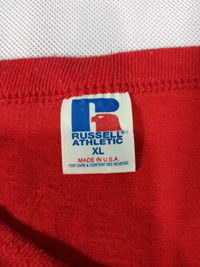 RUSSELL
ATHLETIC
XL
MADE IN U.S.A.
FOR CARE & CONTENT SEE REVERSE